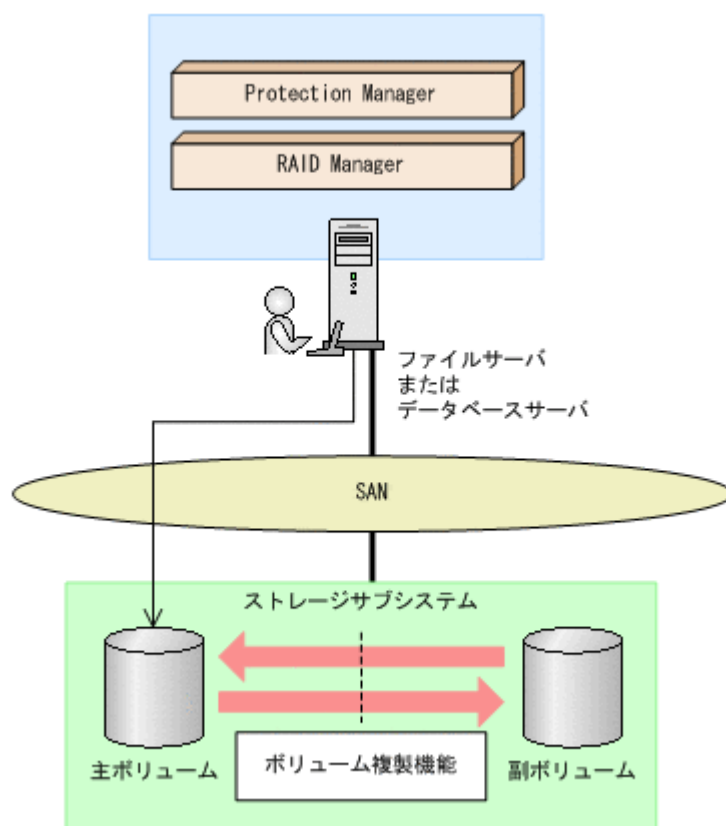 Protection Manager
RAID Manager
ファイルサーバ
または
データベースサーバ
SAN
ストレージサブシステム
主ボリューム
ボリューム複製機能
副ボリューム